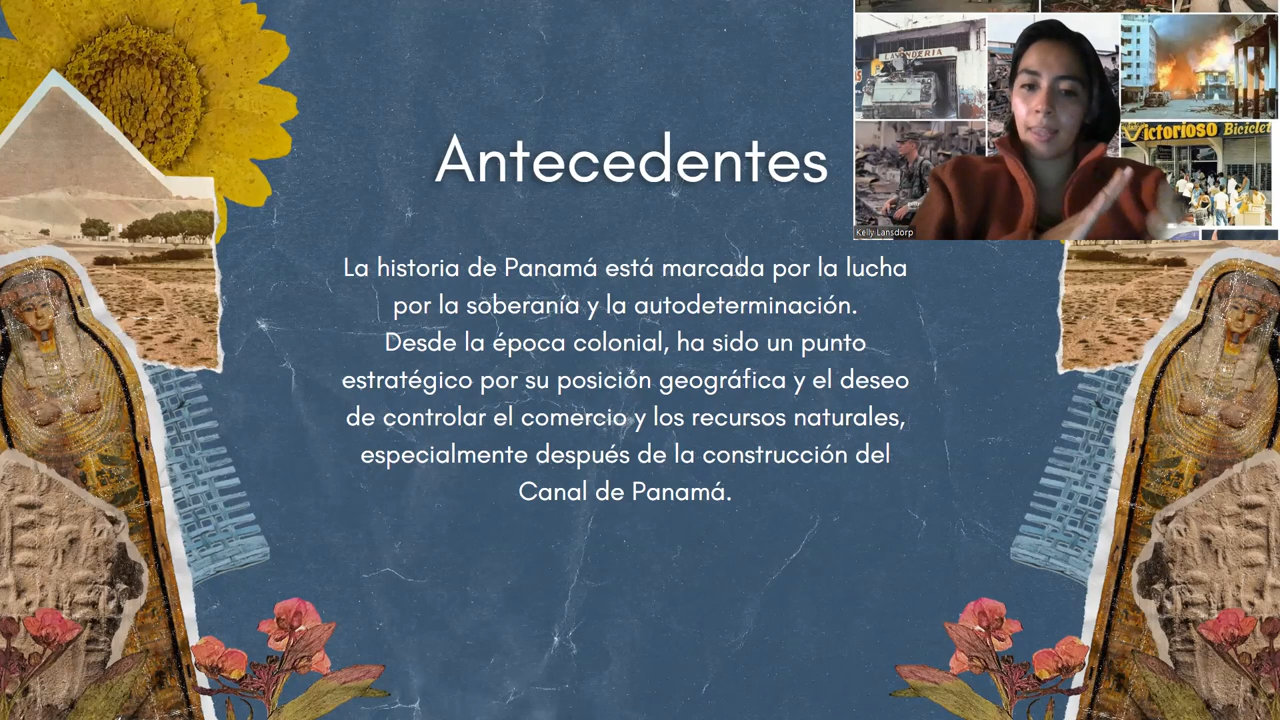 LAVANDERIA
Victorioso Biciclet
Kelly Lansdorp
Antecedentes
La historia de Panamá está marcada por la lucha
por la soberanía y la autodeterminación.
Desde la época colonial, ha sido un punto
estratégico por su posición geográfica y el deseo
de controlar el comercio y los recursos naturales,
especialmente después de la construcción del
Canal de Panamá.